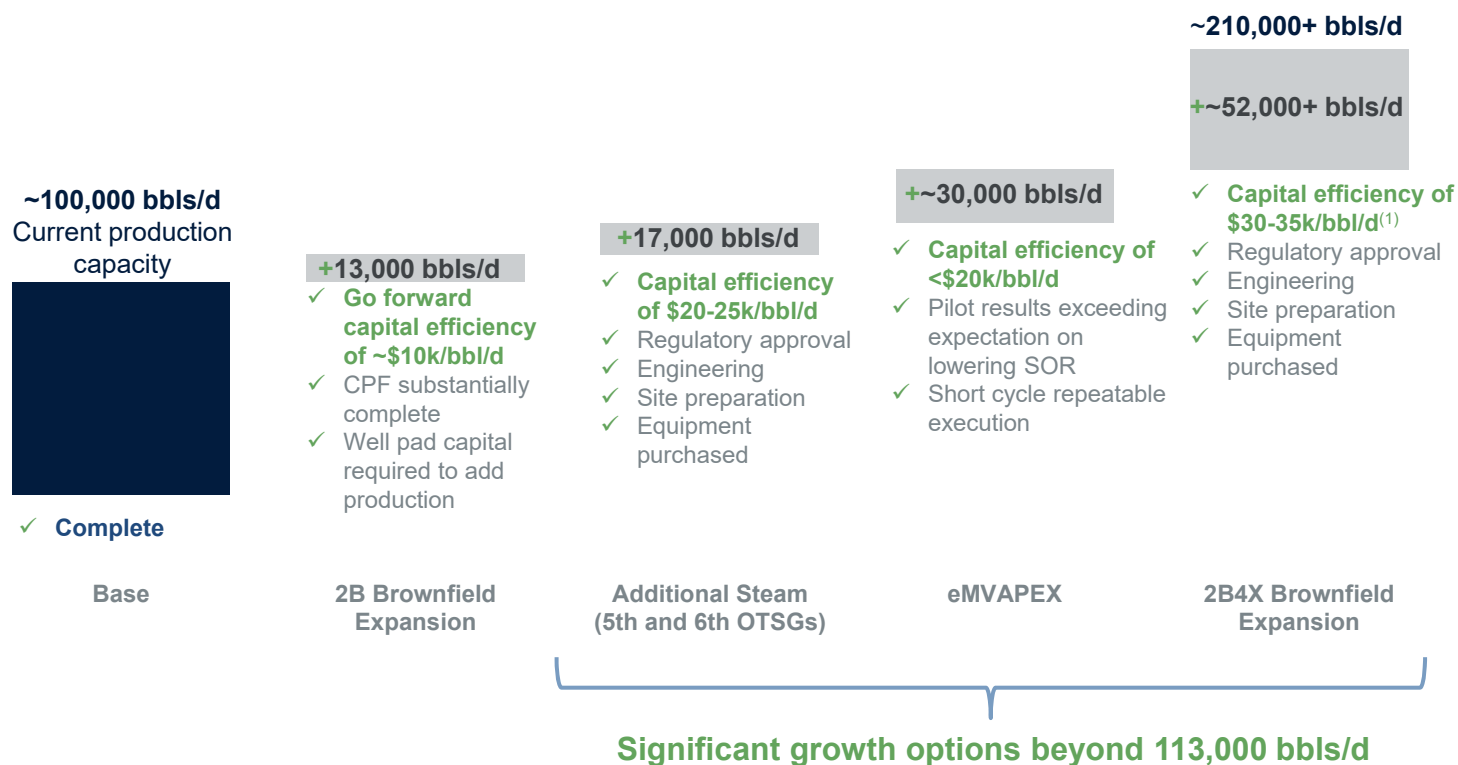 ~100,000 bbls/d
Current production
capacity
✓ Complete
Base
+13,000 bbls/d
✓ Go forward
capital efficiency
of ~$10k/bbl/d
✓ CPF substantially
complete
✓ Well pad capital
required to add
production
2B Brownfield
Expansion
+17,000 bbls/d
✓ Capital efficiency
of $20-25k/bbl/d
✓ Regulatory approval
✓ Engineering
✓ Site preparation
✓ Equipment
purchased
Additional Steam
(5th and 6th OTSGs)
+~30,000 bbls/d
✓ Capital efficiency of
<$20k/bbl/d
✓ Pilot results exceeding
expectation on
lowering SOR
✓ Short cycle repeatable
execution
eMVAPEX
~210,000+ bbls/d
+~52,000+ bbls/d
✓ Capital efficiency of
$30-35k/bbl/d(1)
✓ Regulatory approval
✓ Engineering
✓ Site preparation
✓ Equipment
purchased
2B4X Brownfield
Expansion
Significant growth options beyond 113,000 bbls/d